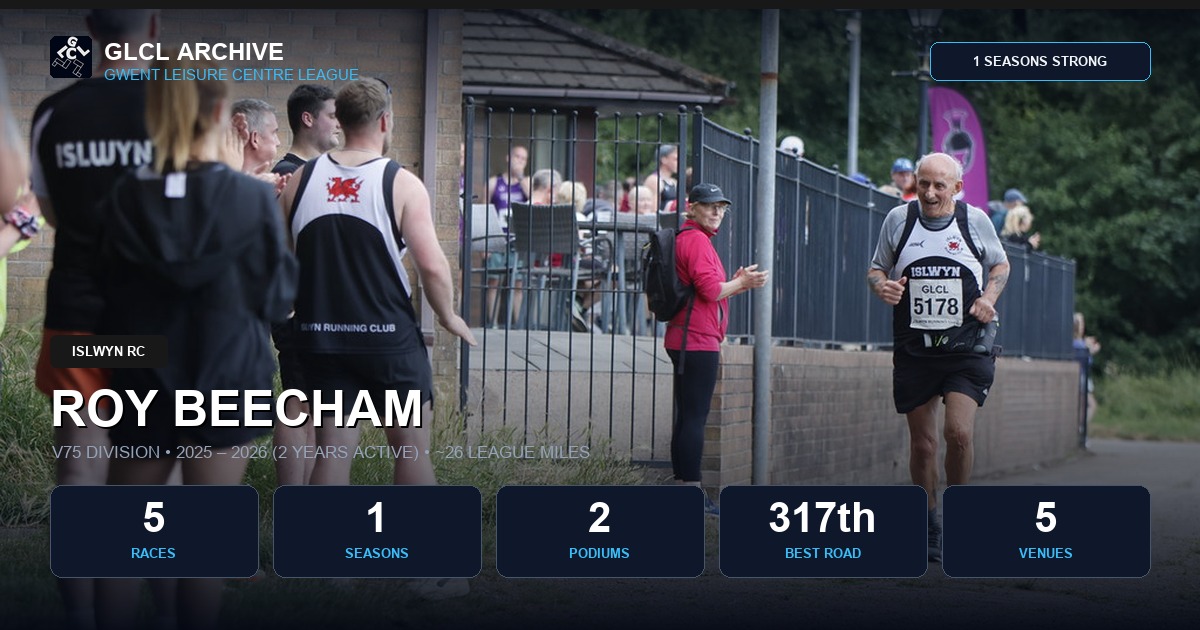 GLCL ARCHIVE
GWENT LEISURE CENTRE LEAGUE
1 SEASONS STRONG
ISLWYN
ISLWYN
GLCL
5178
RUNNING CLUB
ISLWYN RC
ROY BEECHAM
V75 DIVISION • 2025 – 2026 (2 YEARS ACTIVE) • ~26 LEAGUE MILES
5
RACES
1
SEASONS
2
PODIUMS
317th
BEST ROAD
5
VENUES